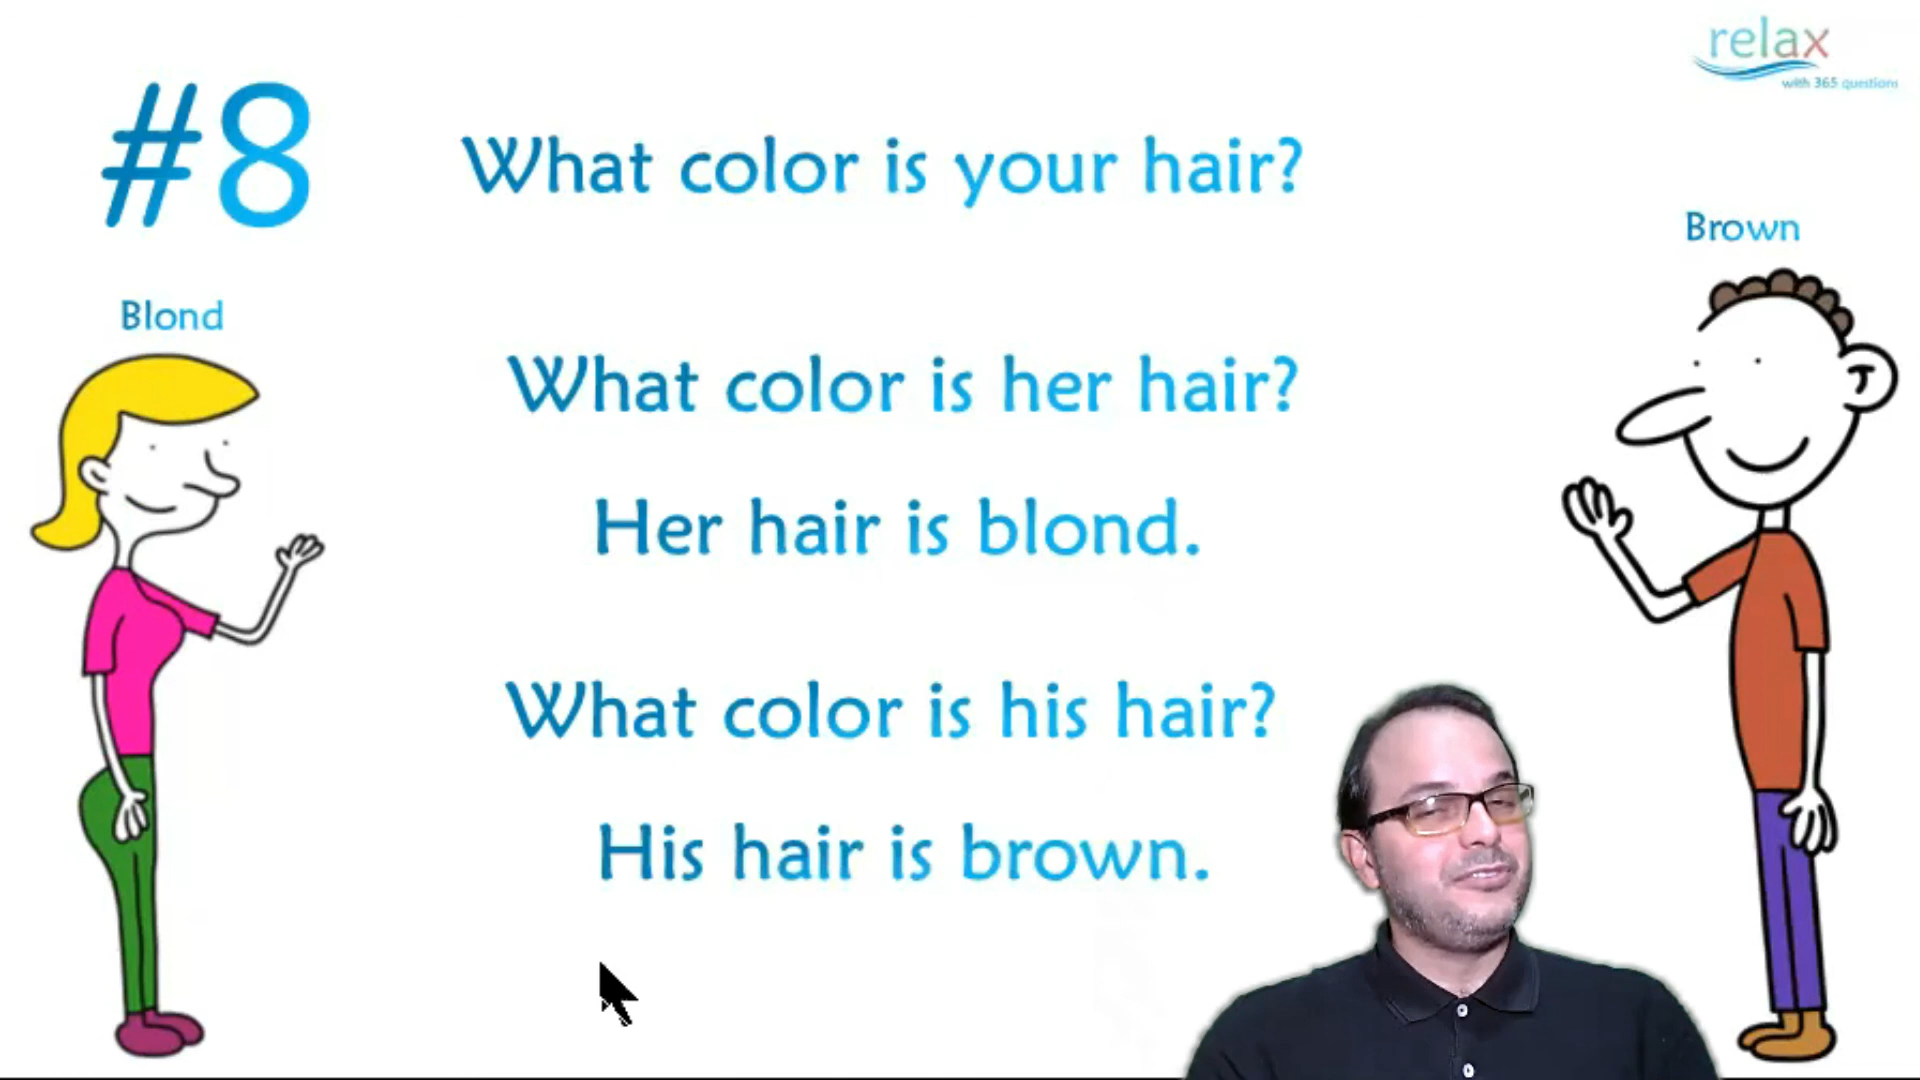 relax
with 365 questions
#8
What color is your hair?
Brown
Blond
What color is her hair?
Her hair is blond.
What color is his hair?
His hair is brown.